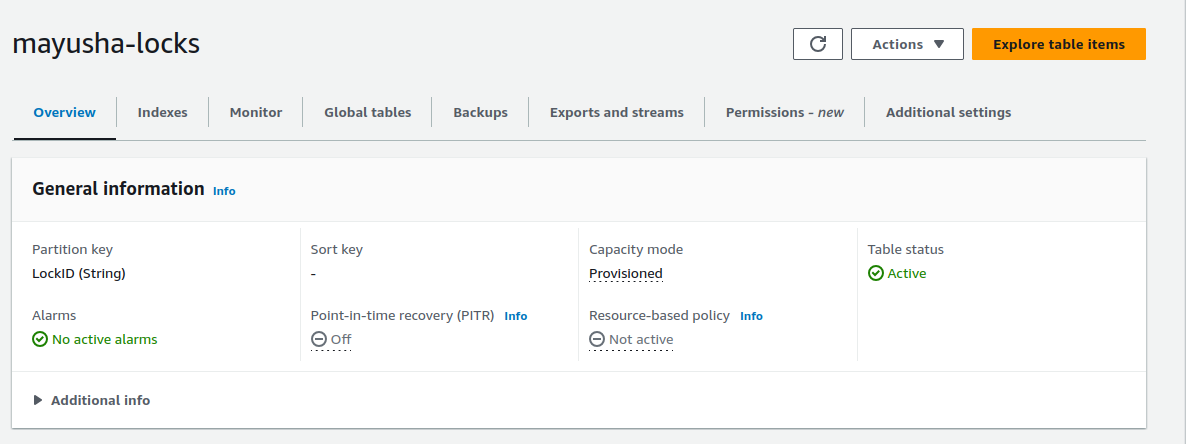 mayusha-locks
Actions
Explore table items
Overview
Indexes
Monitor
Global tables
Backups
Exports and streams
Permissions - new
Additional settings
General information Info
Partition key
LockID (String)
Sort key
-
Capacity mode
Provisioned
Table status
Active
Alarms
No active alarms
Point-in-time recovery (PITR) Info
Off
Resource-based policy Info
Not active
Additional info